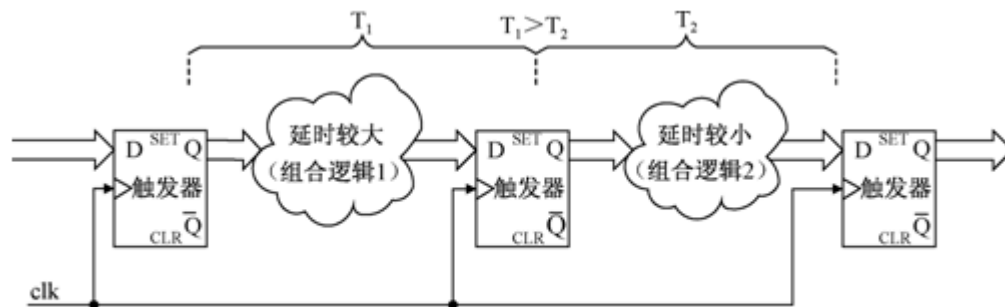 T₁ T₁>T₂ T₂
延时较大
（组合逻辑1）
延时较小
（组合逻辑2）
D SET Q
触发器
CLR Q̅
D SET Q
触发器
CLR Q̅
D SET Q
触发器
CLR Q̅
clk